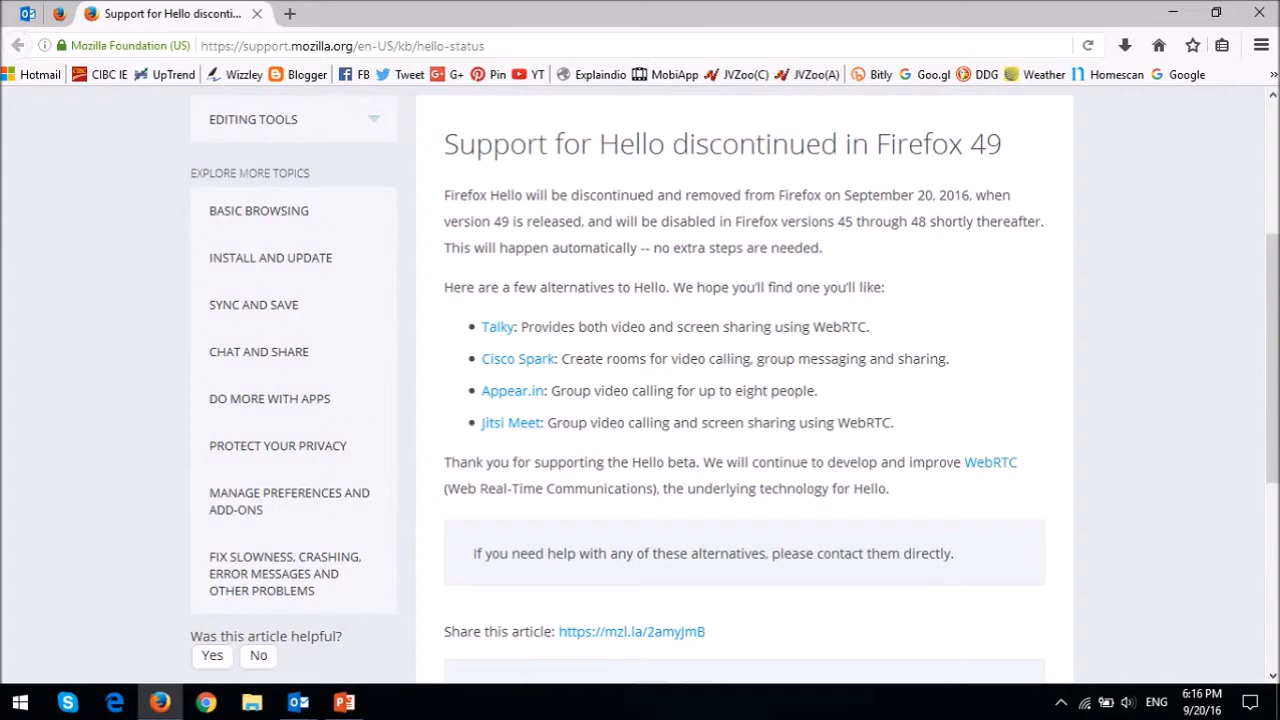 Support for Hello disconti...
Mozilla Foundation (US) https://support.mozilla.org/en-US/kb/hello-status
Hotmail CIBC IE UpTrend Wizzley Blogger FB Tweet G+ Pin YT Explaindio MobiApp JVZoo(C) JVZoo(A) Bitly Goo.gl DDG Weather Homescan Google
EDITING TOOLS
EXPLORE MORE TOPICS
BASIC BROWSING
INSTALL AND UPDATE
SYNC AND SAVE
CHAT AND SHARE
DO MORE WITH APPS
PROTECT YOUR PRIVACY
MANAGE PREFERENCES AND
ADD-ONS
FIX SLOWNESS, CRASHING,
ERROR MESSAGES AND
OTHER PROBLEMS
Was this article helpful?
Yes No
Support for Hello discontinued in Firefox 49
Firefox Hello will be discontinued and removed from Firefox on September 20, 2016, when
version 49 is released, and will be disabled in Firefox versions 45 through 48 shortly thereafter.
This will happen automatically -- no extra steps are needed.
Here are a few alternatives to Hello. We hope you'll find one you'll like:
Talky: Provides both video and screen sharing using WebRTC.
Cisco Spark: Create rooms for video calling, group messaging and sharing.
Appear.in: Group video calling for up to eight people.
Jitsi Meet: Group video calling and screen sharing using WebRTC.
Thank you for supporting the Hello beta. We will continue to develop and improve WebRTC
(Web Real-Time Communications), the underlying technology for Hello.
If you need help with any of these alternatives, please contact them directly.
Share this article: https://mzl.la/2amyJmB
ENG
6:16 PM
9/20/16